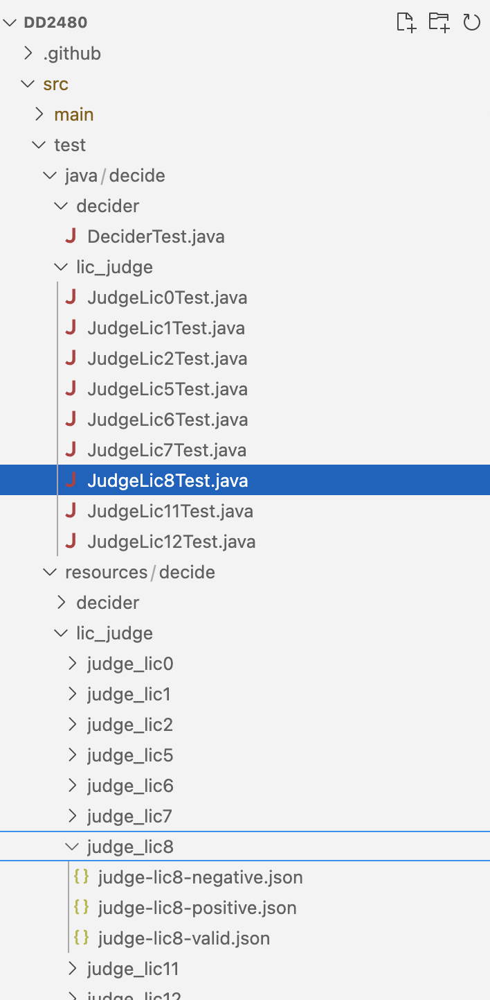 DD2480
.github
src
main
test
java/decide
decider
J DeciderTest.java
lic_judge
J JudgeLic0Test.java
J JudgeLic1Test.java
J JudgeLic2Test.java
J JudgeLic5Test.java
J JudgeLic6Test.java
J JudgeLic7Test.java
J JudgeLic8Test.java
J JudgeLic11Test.java
J JudgeLic12Test.java
resources/decide
decider
lic_judge
judge_lic0
judge_lic1
judge_lic2
judge_lic5
judge_lic6
judge_lic7
judge_lic8
{} judge-lic8-negative.json
{} judge-lic8-positive.json
{} judge-lic8-valid.json
judge_lic11
judge_lic12